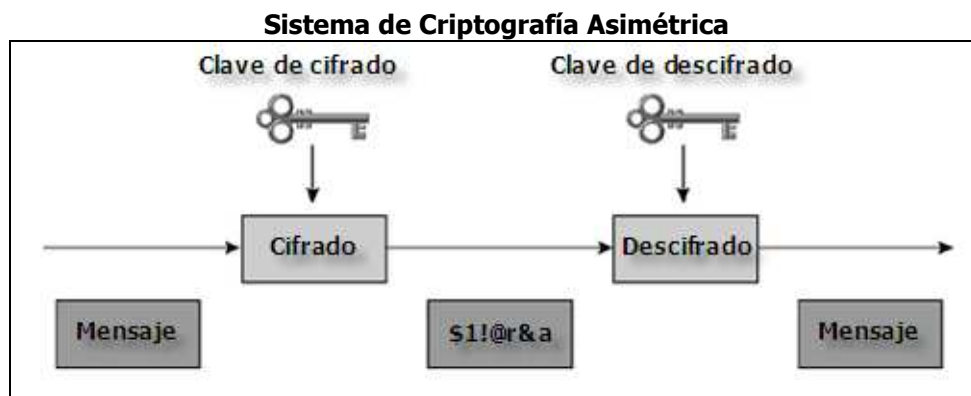 Sistema de Criptografía Asimétrica
Clave de cifrado
Clave de descifrado
Cifrado
Descifrado
Mensaje
$1!@r&a
Mensaje